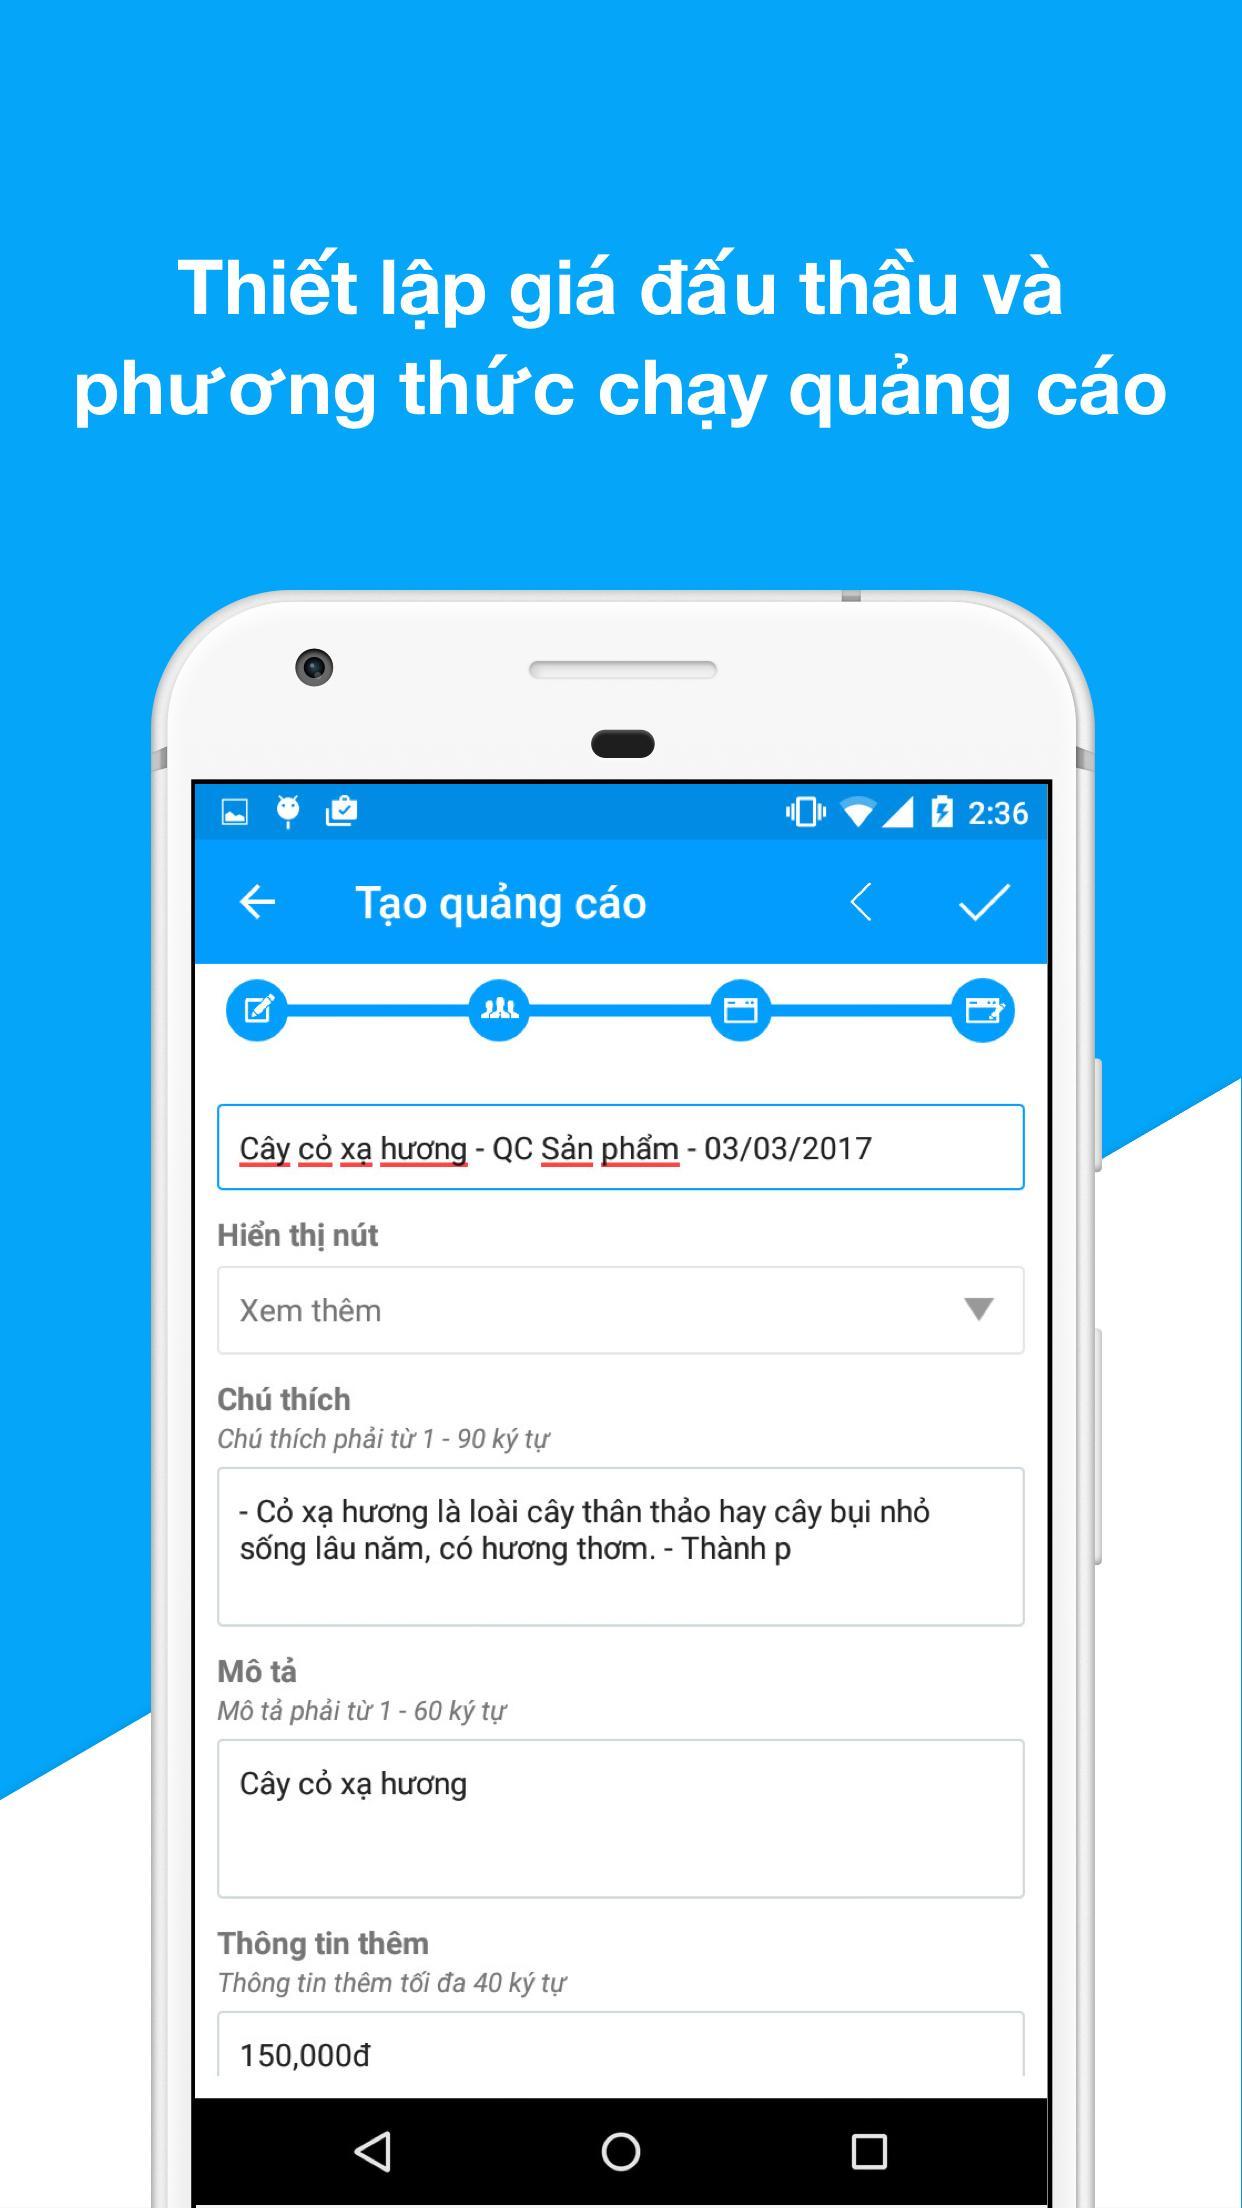 Thiết lập giá đấu thầu và
phương thức chạy quảng cáo
2:36
Tạo quảng cáo
Cây cỏ xạ hương - QC Sản phẩm - 03/03/2017
Hiển thị nút
Xem thêm
Chú thích
Chú thích phải từ 1 - 90 ký tự
- Cỏ xạ hương là loài cây thân thảo hay cây bụi nhỏ
sống lâu năm, có hương thơm. - Thành p
Mô tả
Mô tả phải từ 1 - 60 ký tự
Cây cỏ xạ hương
Thông tin thêm
Thông tin thêm tối đa 40 ký tự
150,000đ